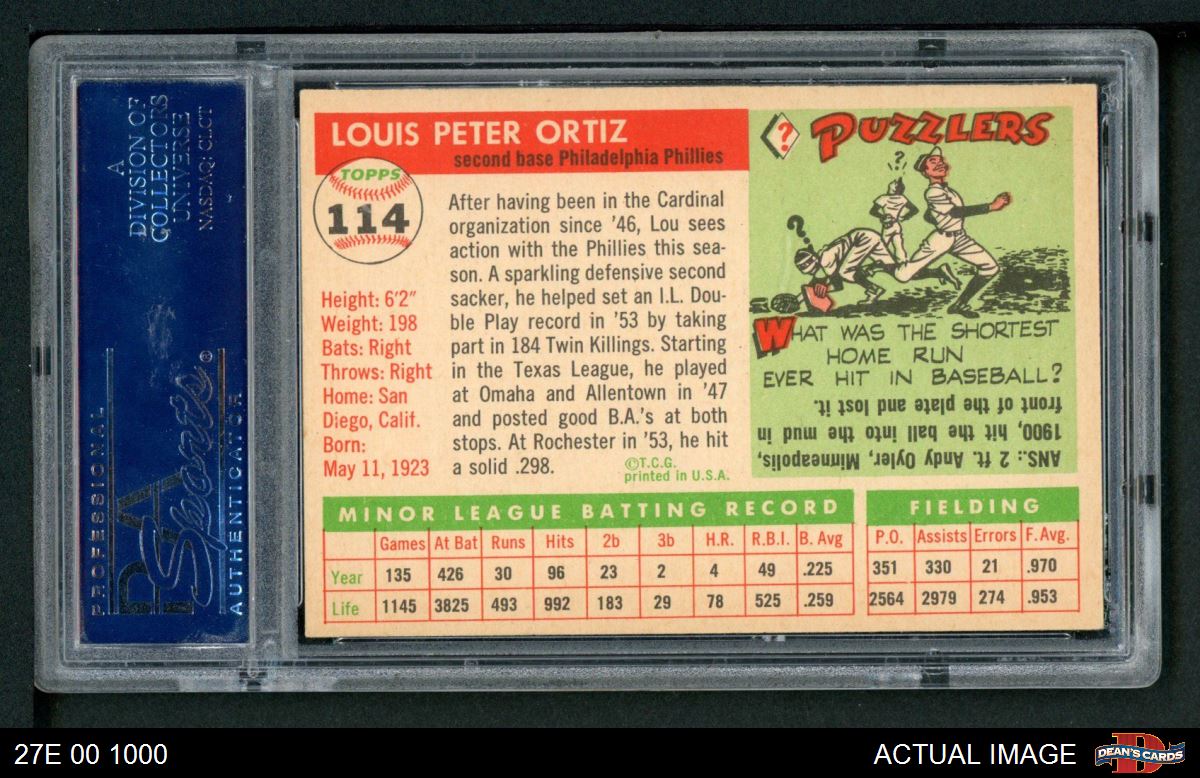 A
DIVISION OF
COLLECTORS
UNIVERSE
NASDAQ: CLCT
PROFESSIONAL
PSA
Sports®
AUTHENTICATOR
LOUIS PETER ORTIZ
second base Philadelphia Phillies
TOPPS
114
Height: 6'2"
Weight: 198
Bats: Right
Throws: Right
Home: San
Diego, Calif.
Born:
May 11, 1923
After having been in the Cardinal
organization since '46, Lou sees
action with the Phillies this sea-
son. A sparkling defensive second
sacker, he helped set an I.L. Dou-
ble Play record in '53 by taking
part in 184 Twin Killings. Starting
in the Texas League, he played
at Omaha and Allentown in '47
and posted good B.A.'s at both
stops. At Rochester in '53, he hit
a solid .298.
©T.C.G.
printed in U.S.A.
?
PUZZLERS
?
?
WHAT WAS THE SHORTEST
HOME RUN
EVER HIT IN BASEBALL?
ANS.: 2 ft. Andy Oyler, Minneapolis,
1900, hit the ball into the mud in
front of the plate and lost it.
MINOR LEAGUE BATTING RECORD
Games At Bat Runs Hits 2b 3b H.R. R.B.I. B. Avg
Year 135 426 30 96 23 2 4 49 .225
Life 1145 3825 493 992 183 29 78 525 .259
FIELDING
P.O. Assists Errors F. Avg.
351 330 21 .970
2564 2979 274 .953
27E 00 1000
ACTUAL IMAGE
DEAN'S CARDS